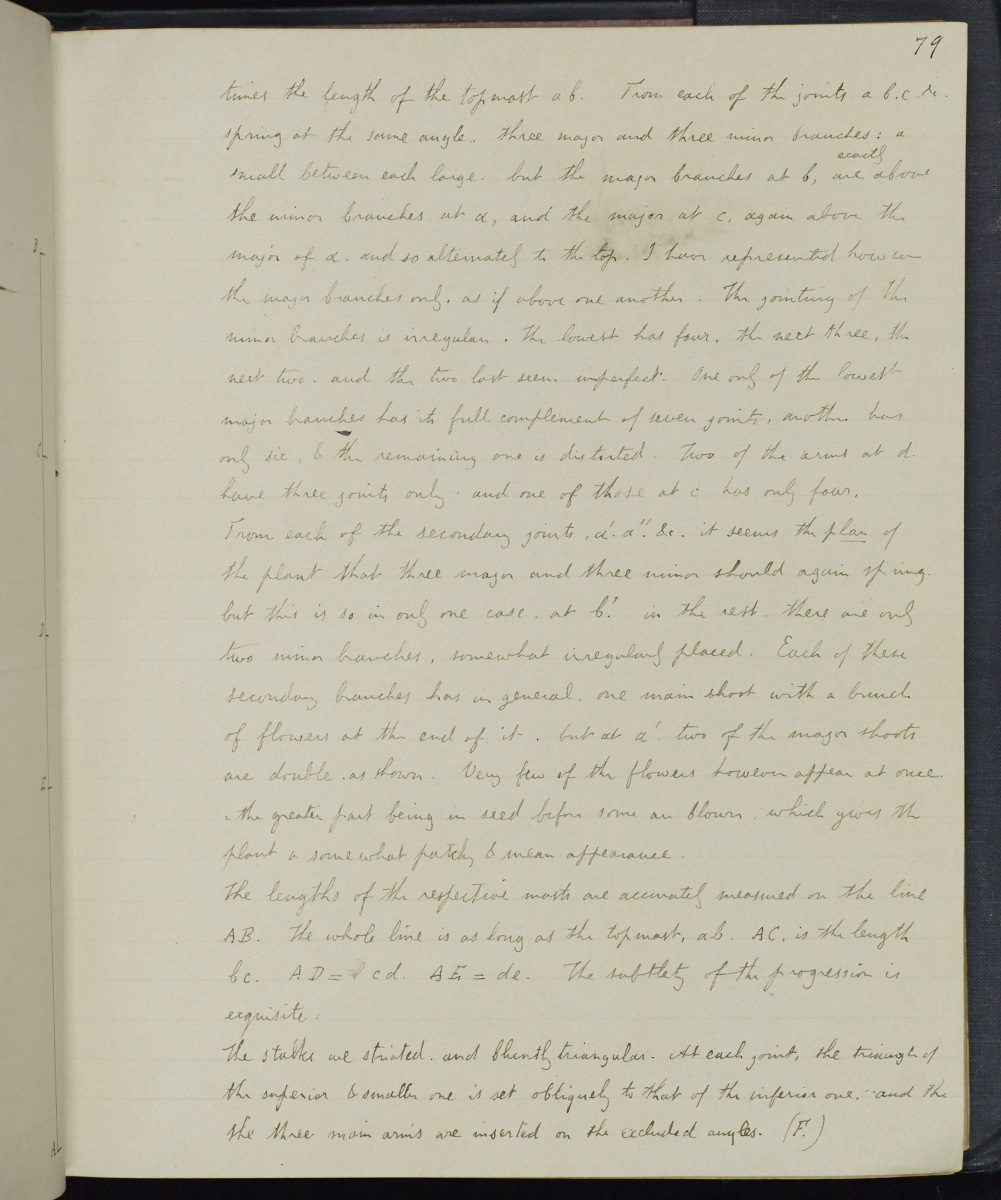 79
times the length of the topmast ab. From each of the joints a b.c. &c.
spring at the same angle, three major and three minor branches: a
exactly
small between each large. but the major branches at b, are above
the minor branches at a, and the major at c, again above the
major of a. and so alternately to the top. I have represented however
the major branches only, as if above one another. The jointing of the
minor branches is irregular. the lowest has four, the next three, the
next two. and the two last seem imperfect. One only of the lowest
major branches has its full complement of seven joints, another has
only six, & the remaining one is distorted. Two of the arms at d.
have three joints only. and one of those at c has only four.
From each of the secondary joints, a'. a''. &c. it seems the plan of
the plant that three major and three minor should again spring.
but this is so in only one case. at b'. in the rest. there are only
two minor branches, somewhat irregularly placed. Each of these
secondary branches has in general, one main shoot with a bunch
of flowers at the end of it. but at a'. two of the major shoots
are double. as shown. Very few of the flowers however appear at once.
the greater part being in seed before some are blown. which gives the
plant a somewhat patchy & mean appearance.
The lengths of the respective masts are accurately measured on the line
AB. The whole line is as long as the topmast, ab. AC, is the length
bc. AD = cd. AE = de. The subtlety of the progression is
exquisite.
The stalks are striated. and bluntly triangular. At each joint, the triangle of
the superior & smaller one is set obliquely to that of the inferior one. and the
the three main arms are inserted on the excluded angles. (F.)
B
C
D
E
A